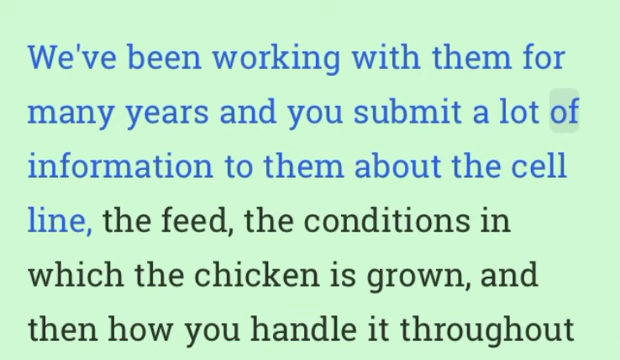 We've been working with them for
many years and you submit a lot of
information to them about the cell
line, the feed, the conditions in
which the chicken is grown, and
then how you handle it throughout